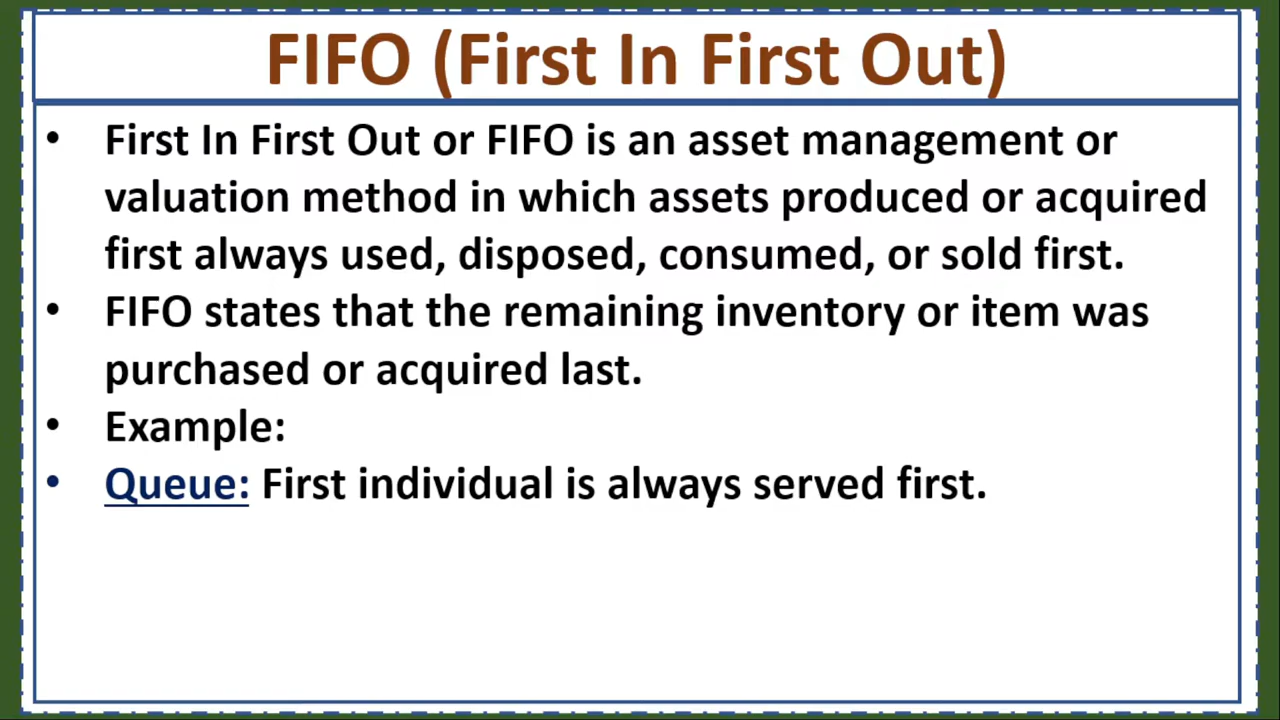 FIFO (First In First Out)
• First In First Out or FIFO is an asset management or
valuation method in which assets produced or acquired
first always used, disposed, consumed, or sold first.
• FIFO states that the remaining inventory or item was
purchased or acquired last.
• Example:
• Queue: First individual is always served first.